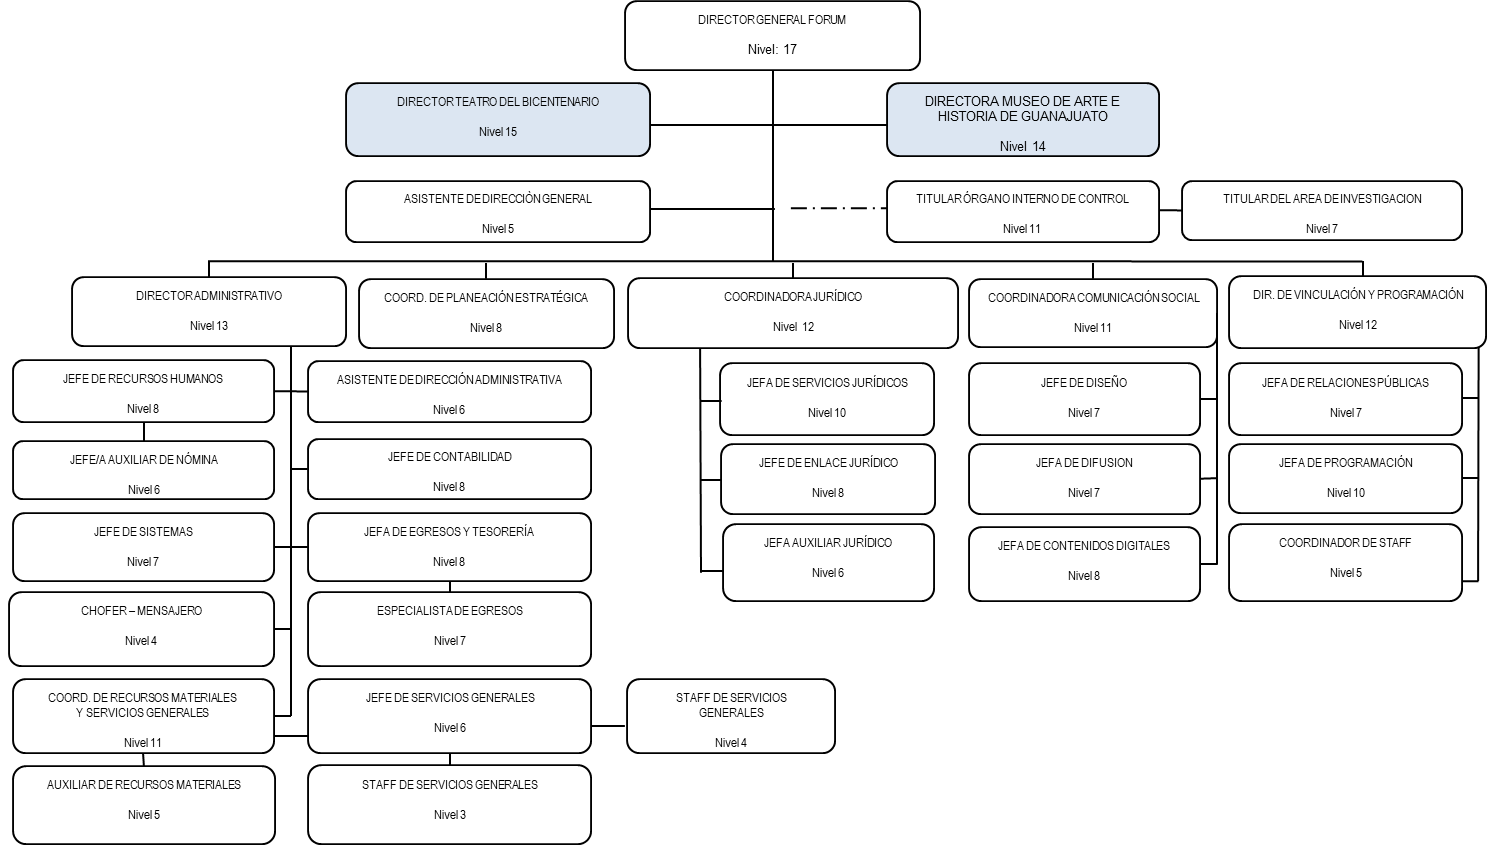 DIRECTOR GENERAL FORUM
Nivel: 17
DIRECTOR TEATRO DEL BICENTENARIO
Nivel 15
DIRECTORA MUSEO DE ARTE E
HISTORIA DE GUANAJUATO
Nivel 14
ASISTENTE DE DIRECCIÓN GENERAL
Nivel 5
TITULAR ÓRGANO INTERNO DE CONTROL
Nivel 11
TITULAR DEL AREA DE INVESTIGACION
Nivel 7
DIRECTOR ADMINISTRATIVO
Nivel 13
COORD. DE PLANEACIÓN ESTRATÉGICA
Nivel 8
COORDINADORA JURÍDICO
Nivel 12
COORDINADORA COMUNICACIÓN SOCIAL
Nivel 11
DIR. DE VINCULACIÓN Y PROGRAMACIÓN
Nivel 12
JEFE DE RECURSOS HUMANOS
Nivel 8
ASISTENTE DE DIRECCIÓN ADMINISTRATIVA
Nivel 6
JEFA DE SERVICIOS JURÍDICOS
Nivel 10
JEFE DE DISEÑO
Nivel 7
JEFA DE RELACIONES PÚBLICAS
Nivel 7
JEFE/A AUXILIAR DE NÓMINA
Nivel 6
JEFE DE CONTABILIDAD
Nivel 8
JEFE DE ENLACE JURÍDICO
Nivel 8
JEFA DE DIFUSION
Nivel 7
JEFA DE PROGRAMACIÓN
Nivel 10
JEFE DE SISTEMAS
Nivel 7
JEFA DE EGRESOS Y TESORERÍA
Nivel 8
JEFA AUXILIAR JURÍDICO
Nivel 6
JEFA DE CONTENIDOS DIGITALES
Nivel 8
COORDINADOR DE STAFF
Nivel 5
CHOFER – MENSAJERO
Nivel 4
ESPECIALISTA DE EGRESOS
Nivel 7
COORD. DE RECURSOS MATERIALES
Y SERVICIOS GENERALES
Nivel 11
JEFE DE SERVICIOS GENERALES
Nivel 6
STAFF DE SERVICIOS
GENERALES
Nivel 4
AUXILIAR DE RECURSOS MATERIALES
Nivel 5
STAFF DE SERVICIOS GENERALES
Nivel 3